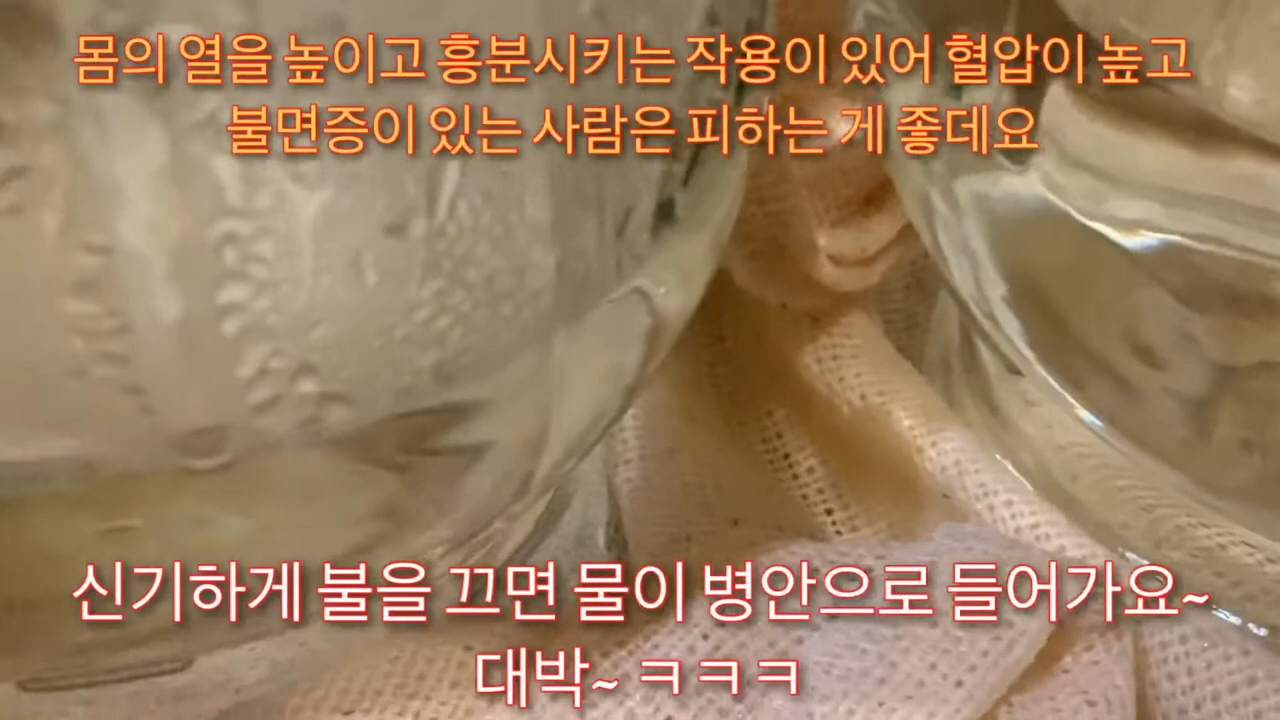 몸의 열을 높이고 흥분시키는 작용이 있어 혈압이 높고
불면증이 있는 사람은 피하는 게 좋데요
신기하게 불을 끄면 물이 병안으로 들어가요~
대박~ ㅋㅋㅋ